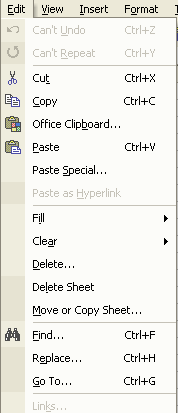 Edit View Insert Format
Can't Undo Ctrl+Z
Can't Repeat Ctrl+Y
Cut Ctrl+X
Copy Ctrl+C
Office Clipboard...
Paste Ctrl+V
Paste Special...
Paste as Hyperlink
Fill
Clear
Delete...
Delete Sheet
Move or Copy Sheet...
Find... Ctrl+F
Replace... Ctrl+H
Go To... Ctrl+G
Links...